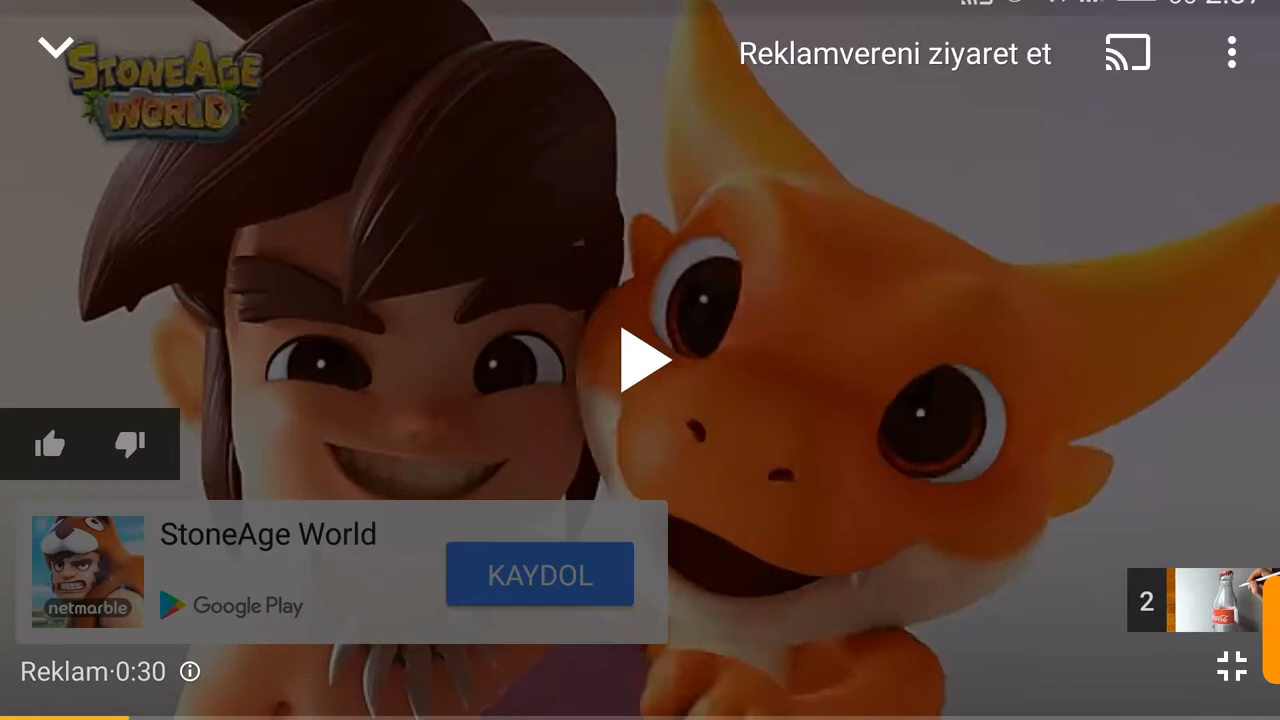 Reklamvereni ziyaret et
STONEAGE
WORLD
StoneAge World
KAYDOL
netmarble
Google Play
2
Reklam·0:30